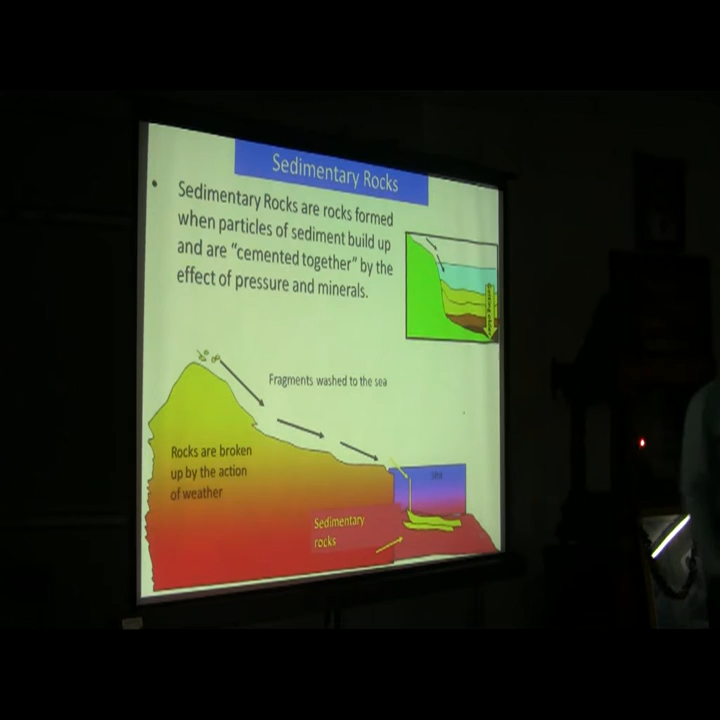 Sedimentary Rocks
• Sedimentary Rocks are rocks formed
when particles of sediment build up
and are "cemented together" by the
effect of pressure and minerals.
Fragments washed to the sea
Rocks are broken
up by the action
of weather
sea
Sedimentary
rocks